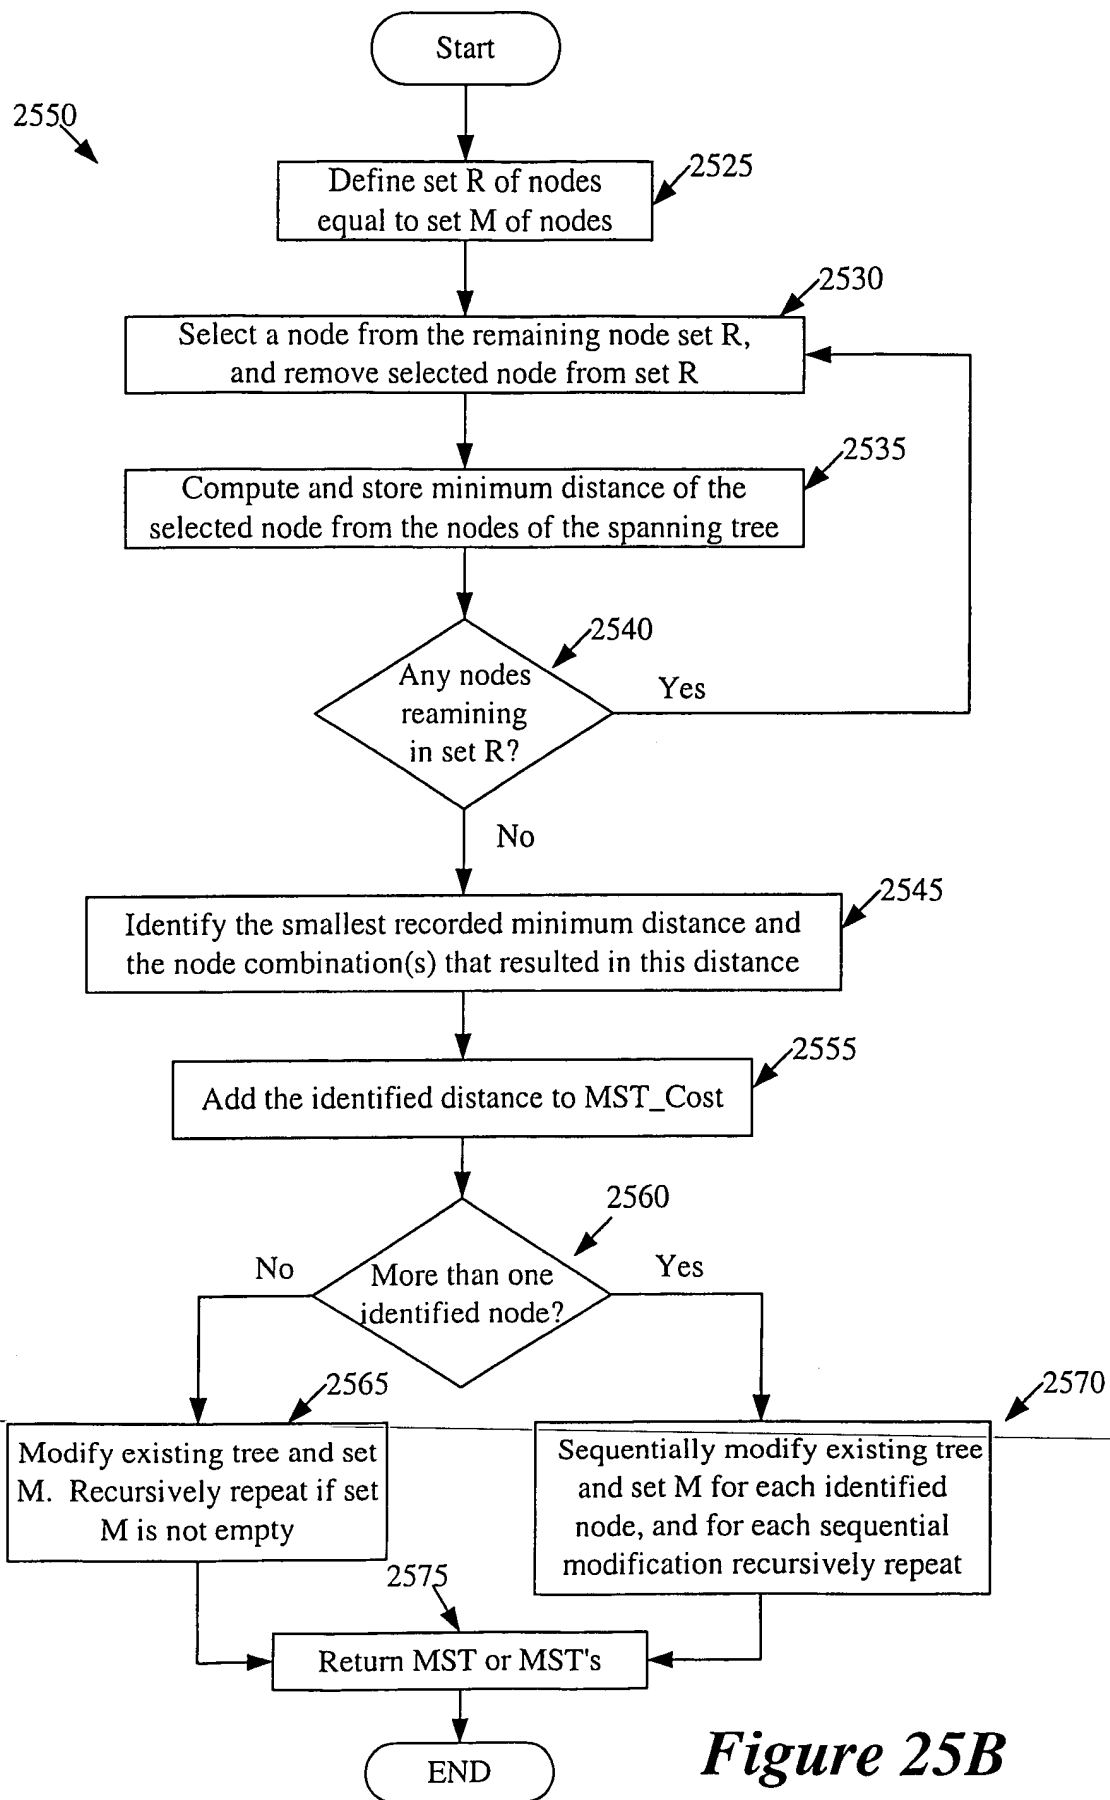 Start
2550
2525
Define set R of nodes
equal to set M of nodes
2530
Select a node from the remaining node set R,
and remove selected node from set R
2535
Compute and store minimum distance of the
selected node from the nodes of the spanning tree
2540
Any nodes
reamining
in set R?
Yes
No
2545
Identify the smallest recorded minimum distance and
the node combination(s) that resulted in this distance
2555
Add the identified distance to MST_Cost
2560
No
More than one
identified node?
Yes
2565
2570
Modify existing tree and set
M. Recursively repeat if set
M is not empty
Sequentially modify existing tree
and set M for each identified
node, and for each sequential
modification recursively repeat
2575
Return MST or MST's
END
Figure 25B